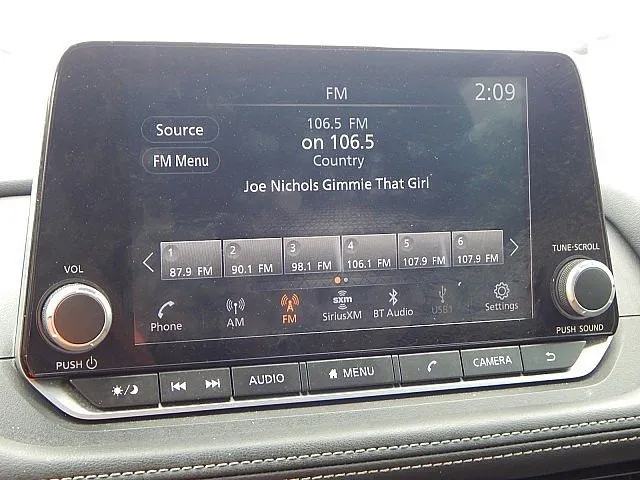 FM
2:09
Source
106.5 FM
on 106.5
Country
FM Menu
Joe Nichols Gimmie That Girl
1 2 3 4 5 6
87.9 FM 90.1 FM 98.1 FM 106.1 FM 107.9 FM 107.9 FM
VOL
TUNE-SCROLL
Phone
AM
FM
sxm
SiriusXM
BT Audio
USB1
Settings
PUSH
PUSH SOUND
AUDIO
MENU
CAMERA